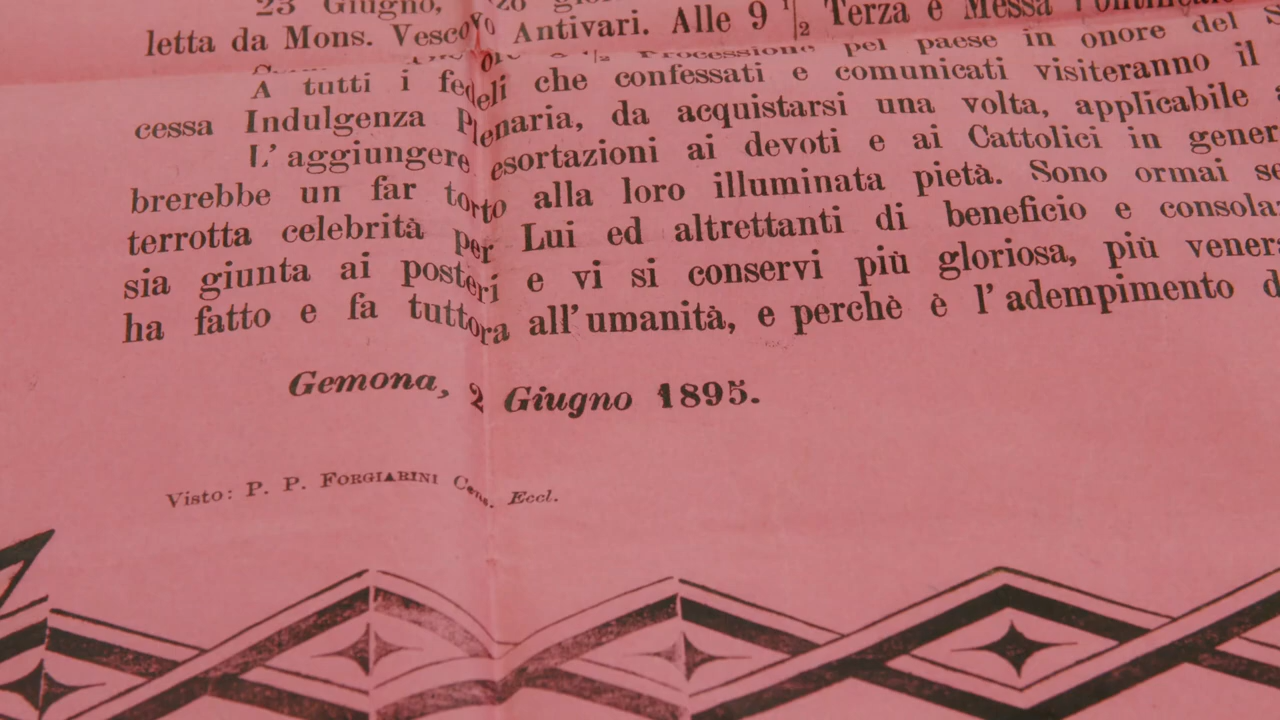 23 Giugno,
letta da Mons. Vescovo Antivari. Alle 9 1/2 Terza e Messa Pontificale
1/2 Processione pel paese in onore del
A tutti i fedeli che confessati e comunicati visiteranno il
cessa Indulgenza Plenaria, da acquistarsi una volta, applicabile
L' aggiungere esortazioni ai devoti e ai Cattolici in gener
brerebbe un far torto alla loro illuminata pietà. Sono ormai se
terrotta celebrità per Lui ed altrettanti di beneficio e consola
sia giunta ai posteri e vi si conservi più gloriosa, più vener
ha fatto e fa tuttora all' umanità, e perchè è l' adempimento d
Gemona, 2 Giugno 1895.
Visto: P. P. FORGIARINI Cens. Eccl.